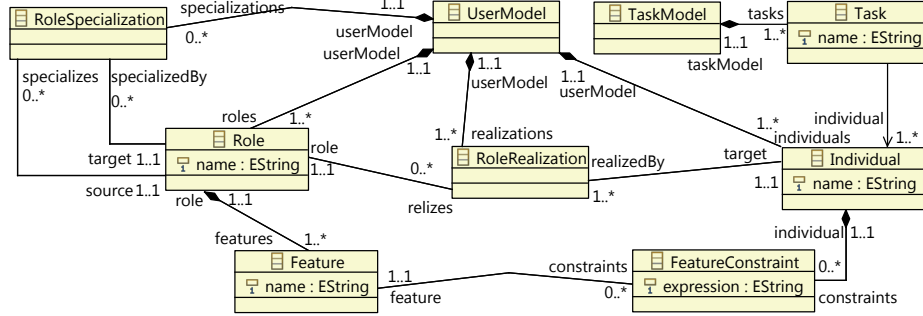 specializations
1..1
UserModel
TaskModel
tasks
Task
RoleSpecialization
0..*
userModel
1..1
1..*
name : EString
userModel
1..1
1..1
1..1
taskModel
specializes
specializedBy
userModel
userModel
0..*
0..*
individual
roles
1..*
1..*
realizations
1..*
1..*
individuals
Role
role
target
1..1
name : EString
1..1
0..*
RoleRealization
realizedBy
target
Individual
source
1..1
role
1..1
relizes
1..*
1..1
name : EString
features
1..*
individual
1..1
Feature
1..1
constraints
FeatureConstraint
0..*
name : EString
feature
0..*
expression : EString
constraints